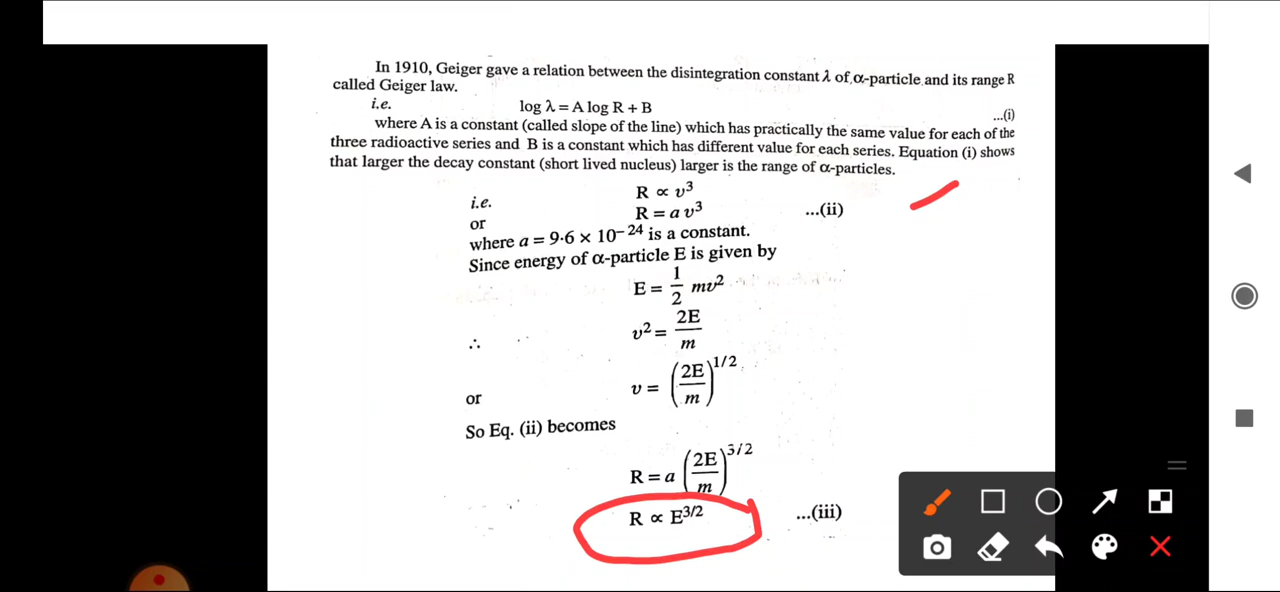 In 1910, Geiger gave a relation between the disintegration constant λ of α-particle and its range R
called Geiger law.
i.e. log λ = A log R + B ...(i)
where A is a constant (called slope of the line) which has practically the same value for each of the
three radioactive series and B is a constant which has different value for each series. Equation (i) shows
that larger the decay constant (short lived nucleus) larger is the range of α-particles.
i.e. R ∝ v³
or R = a v³ ...(ii)
where a = 9·6 × 10⁻²⁴ is a constant.
Since energy of α-particle E is given by
E = 1/2 mv²
∴ v² = 2E/m
or v = (2E/m)^1/2
So Eq. (ii) becomes
R = a (2E/m)^3/2
R ∝ E^3/2 ...(iii)